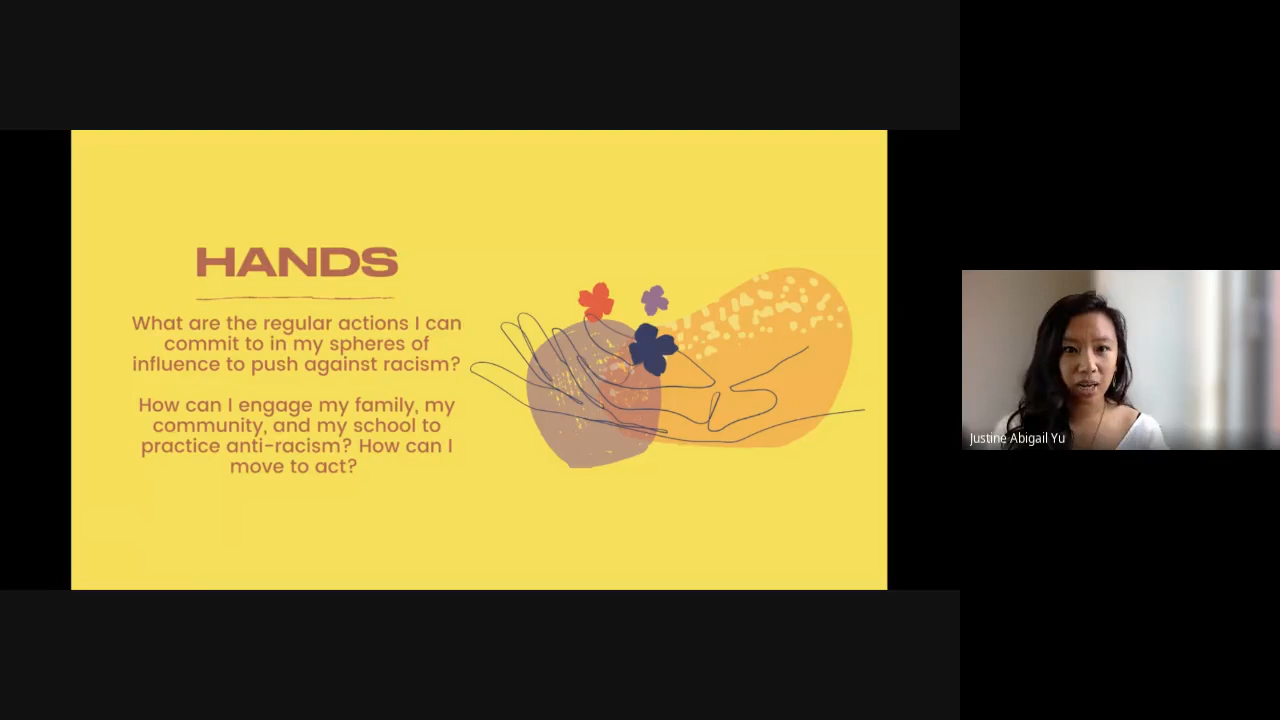 HANDS
What are the regular actions I can
commit to in my spheres of
influence to push against racism?
How can I engage my family, my
community, and my school to
practice anti-racism? How can I
move to act?
Justine Abigail Yu